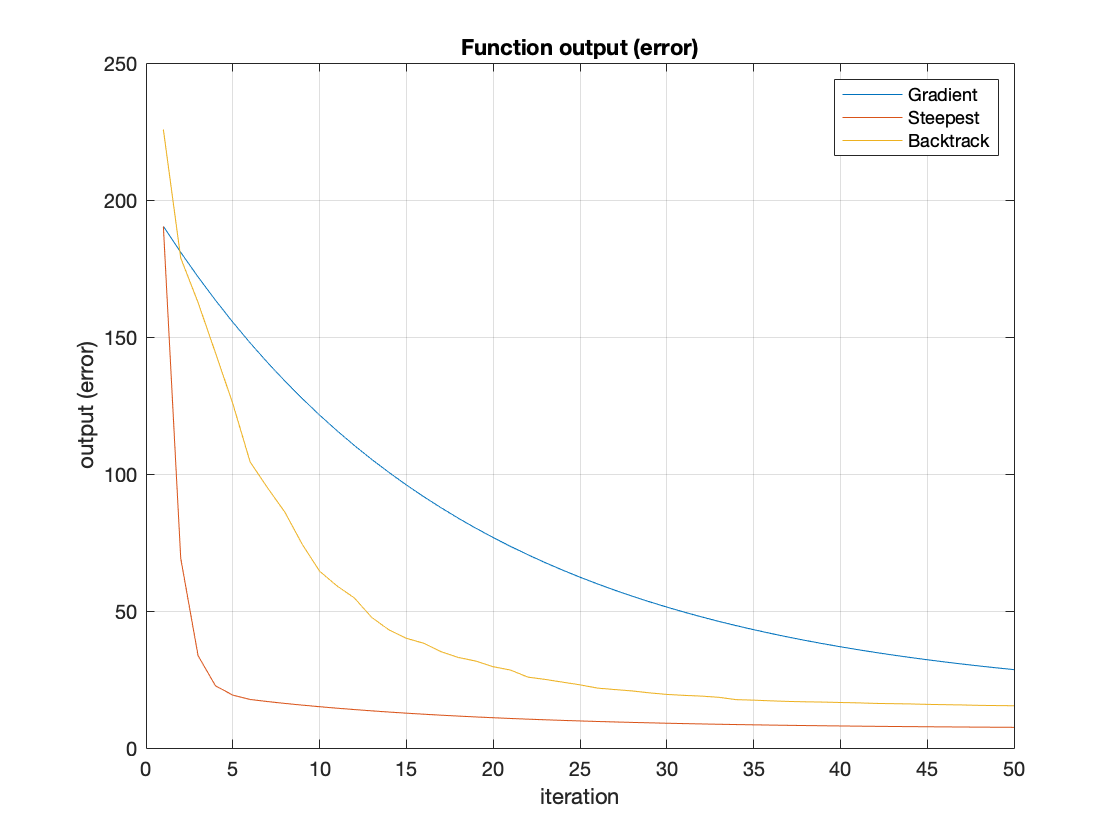 Function output (error)
250
200
150
100
50
0
output (error)
Gradient
Steepest
Backtrack
0 5 10 15 20 25 30 35 40 45 50
iteration